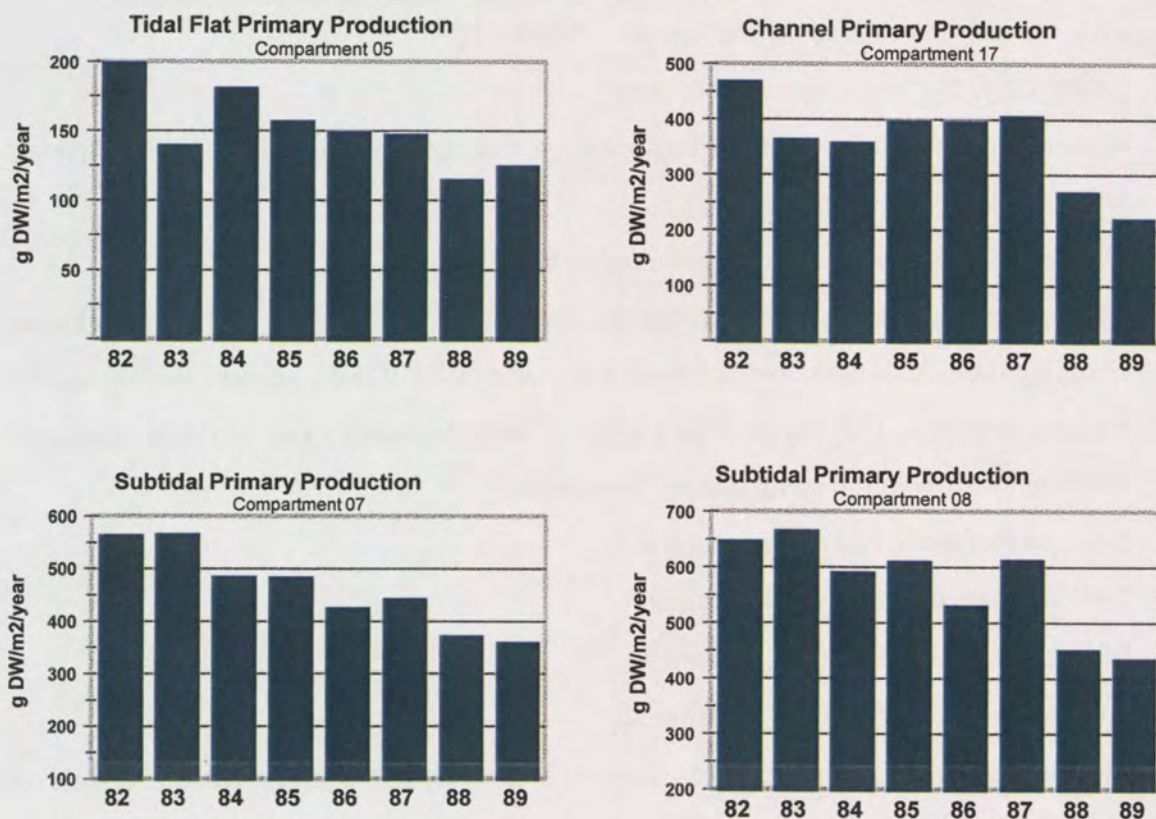 Tidal Flat Primary Production
Compartment 05
g DW/m2/year
200
150
100
50
82 83 84 85 86 87 88 89
Channel Primary Production
Compartment 17
g DW/m2/year
500
400
300
200
100
82 83 84 85 86 87 88 89
Subtidal Primary Production
Compartment 07
g DW/m2/year
600
500
400
300
200
100
82 83 84 85 86 87 88 89
Subtidal Primary Production
Compartment 08
g DW/m2/year
700
600
500
400
300
200
82 83 84 85 86 87 88 89